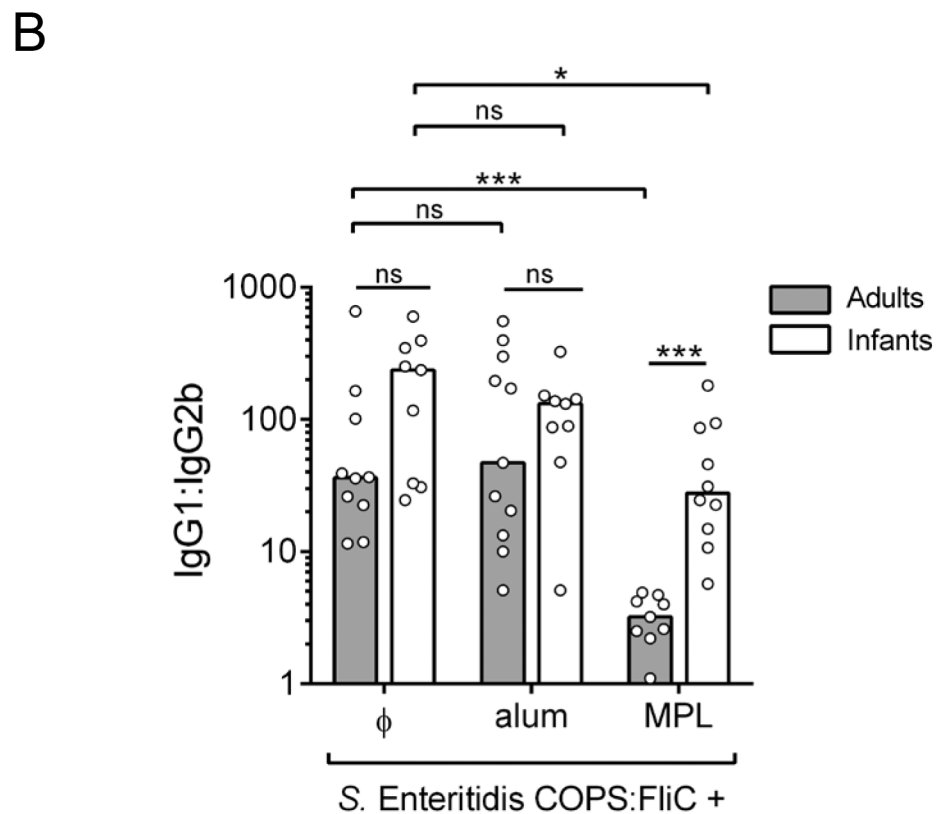 B
*
ns
***
ns
ns
ns
***
1000
100
10
1
IgG1:IgG2b
Adults
Infants
ϕ alum MPL
S. Enteritidis COPS:FliC +